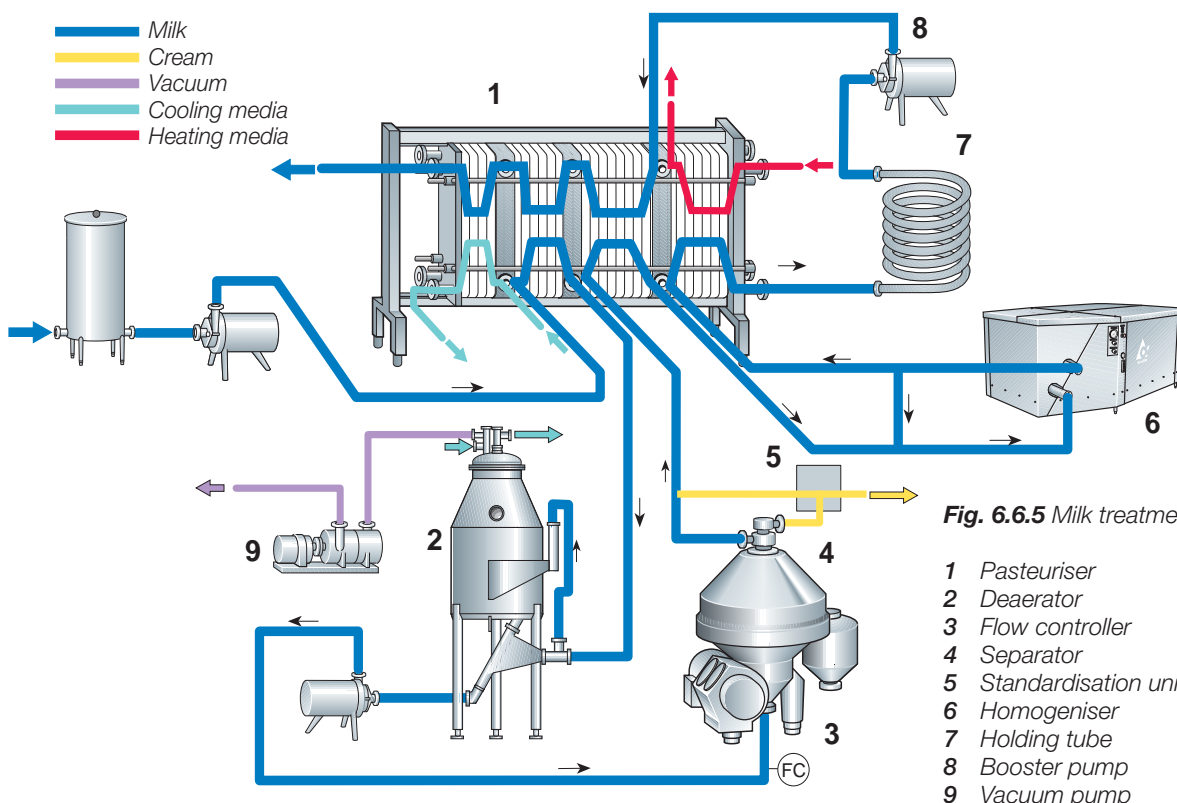 Milk
Cream
Vacuum
Cooling media
Heating media
1
8
7
6
5
2
9
4
3
FC
Fig. 6.6.5 Milk
1 Pasteuriser
2 Deaerator
3 Flow controller
4 Separator
5 Standardisation
6 Homogeniser
7 Holding tube
8 Booster pump
9 Vacuum pump